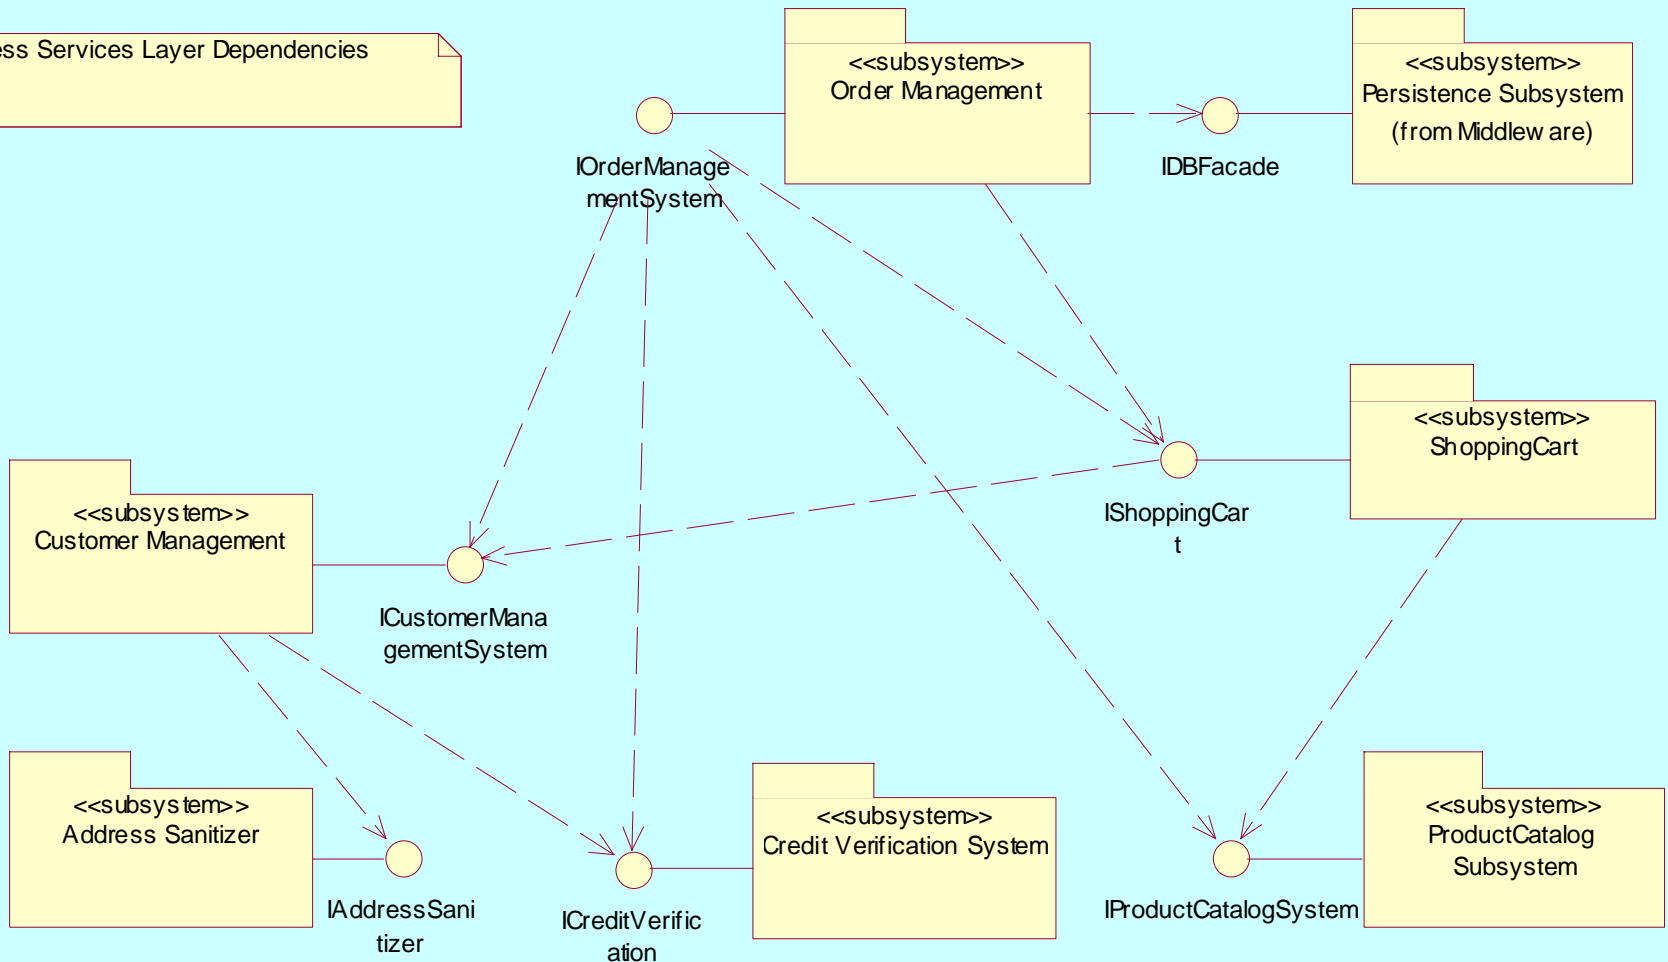 ess Services Layer Dependencies
<<subsystem>>
Order Management
<<subsystem>>
Persistence Subsystem
(from Middleware)
IOrderManage
mentSystem
IDBFacade
<<subsystem>>
ShoppingCart
IShoppingCar
t
<<subsystem>>
Customer Management
ICustomerMana
gementSystem
<<subsystem>>
Address Sanitizer
IAddressSani
tizer
ICreditVerific
ation
<<subsystem>>
Credit Verification System
IProductCatalogSystem
<<subsystem>>
ProductCatalog
Subsystem